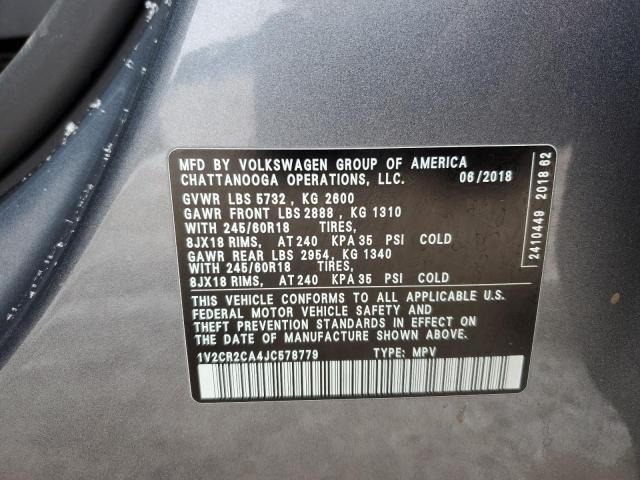 MFD BY VOLKSWAGEN GROUP OF AMERICA
CHATTANOOGA OPERATIONS, LLC. 06/2018
GVWR LBS 5732 , KG 2600
GAWR FRONT LBS 2888 , KG 1310
WITH 245/60R18 TIRES,
8JX18 RIMS, AT 240 KPA 35 PSI COLD
GAWR REAR LBS 2954, KG 1340
WITH 245/60R18 TIRES,
8JX18 RIMS, AT 240 KPA 35 PSI COLD
THIS VEHICLE CONFORMS TO ALL APPLICABLE U.S.
FEDERAL MOTOR VEHICLE SAFETY AND
THEFT PREVENTION STANDARDS IN EFFECT ON
THE DATE OF MANUFACTURE SHOWN ABOVE.
1V2CR2CA4JC578779 TYPE: MPV
2410449 2018 62